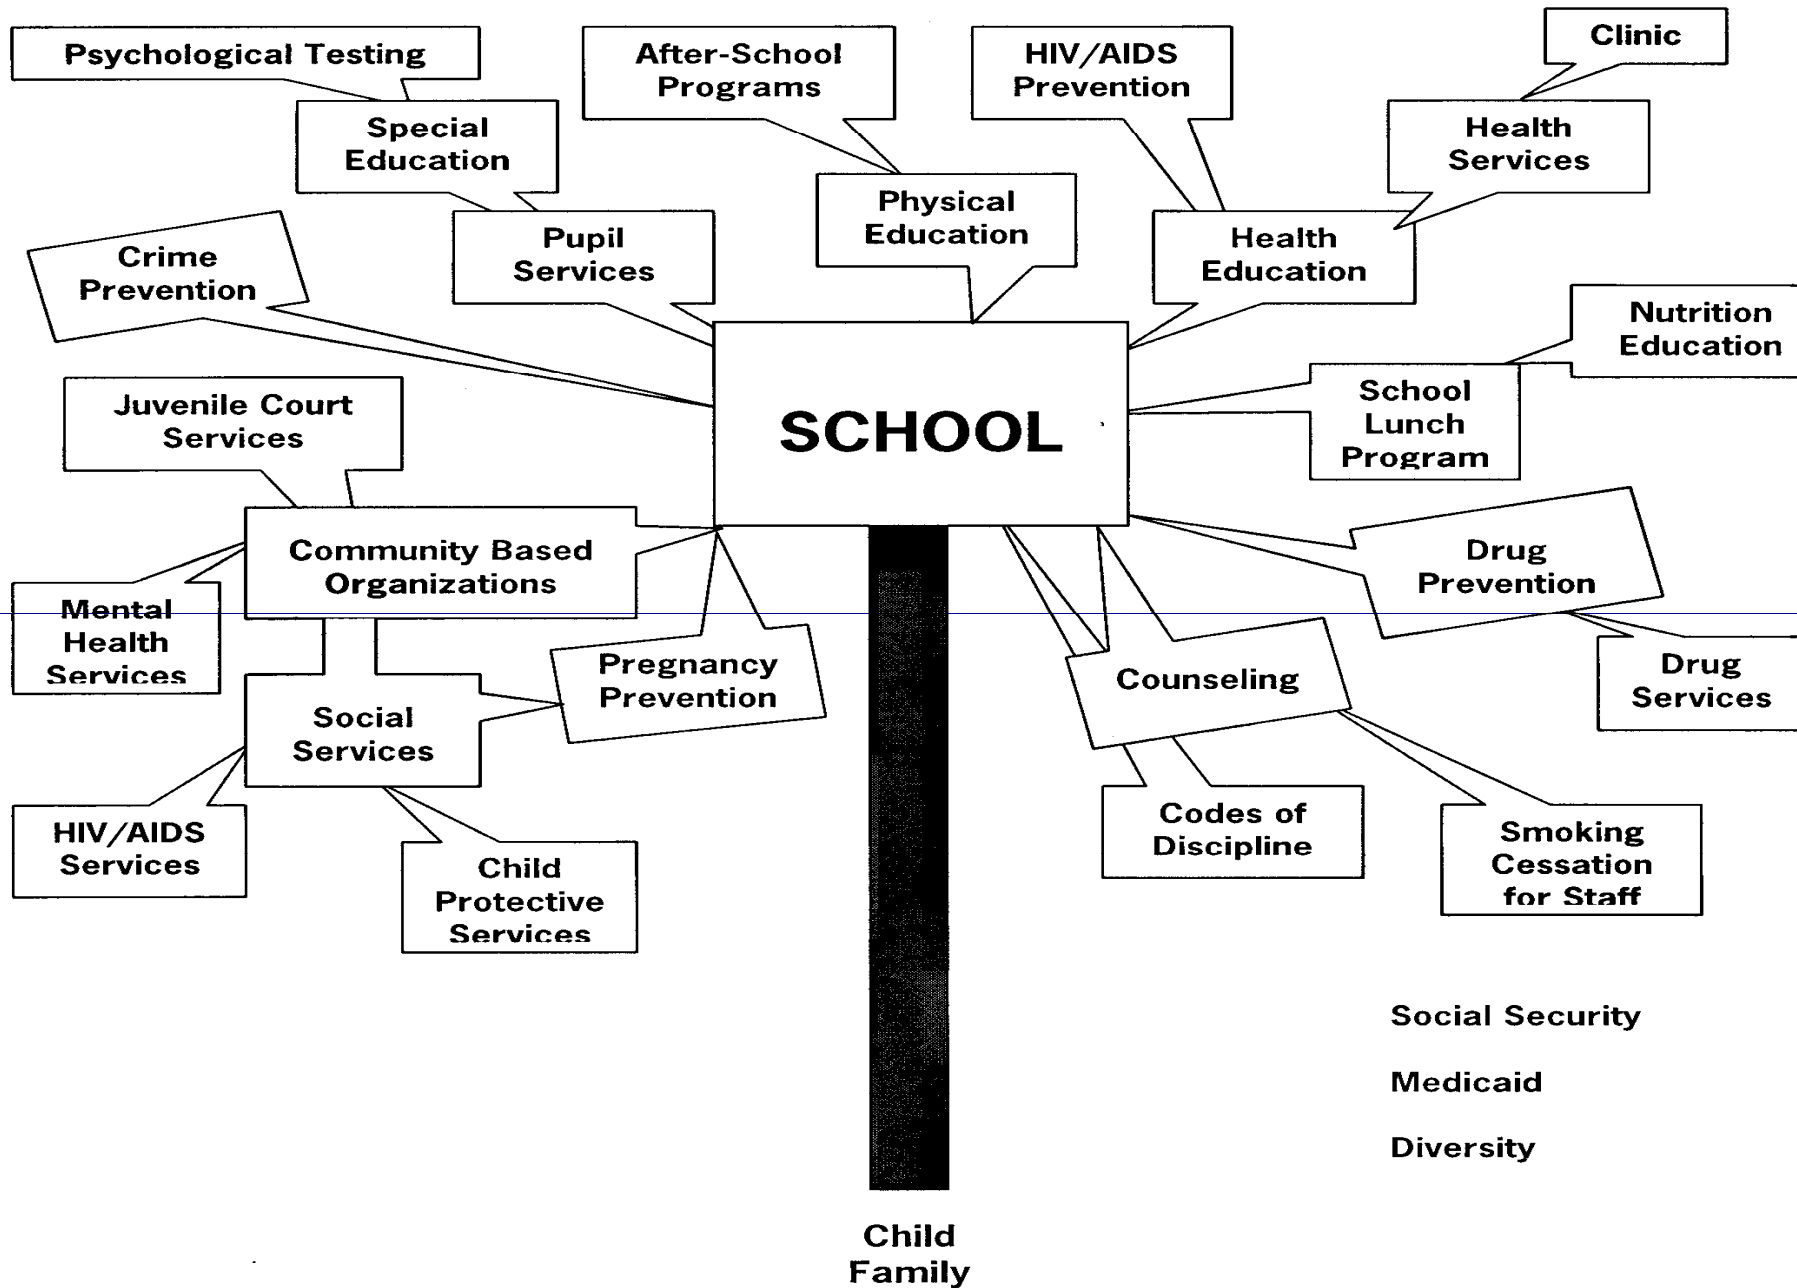 Psychological Testing
After-School
Programs
HIV/AIDS
Prevention
Clinic
Special
Education
Health
Services
Physical
Education
Pupil
Services
Health
Education
Crime
Prevention
Nutrition
Education
Juvenile Court
Services
SCHOOL
School
Lunch
Program
Community Based
Organizations
Drug
Prevention
Mental
Health
Services
Pregnancy
Prevention
Counseling
Drug
Services
Social
Services
HIV/AIDS
Services
Child
Protective
Services
Codes of
Discipline
Smoking
Cessation
for Staff
Social Security
Medicaid
Diversity
Child
Family